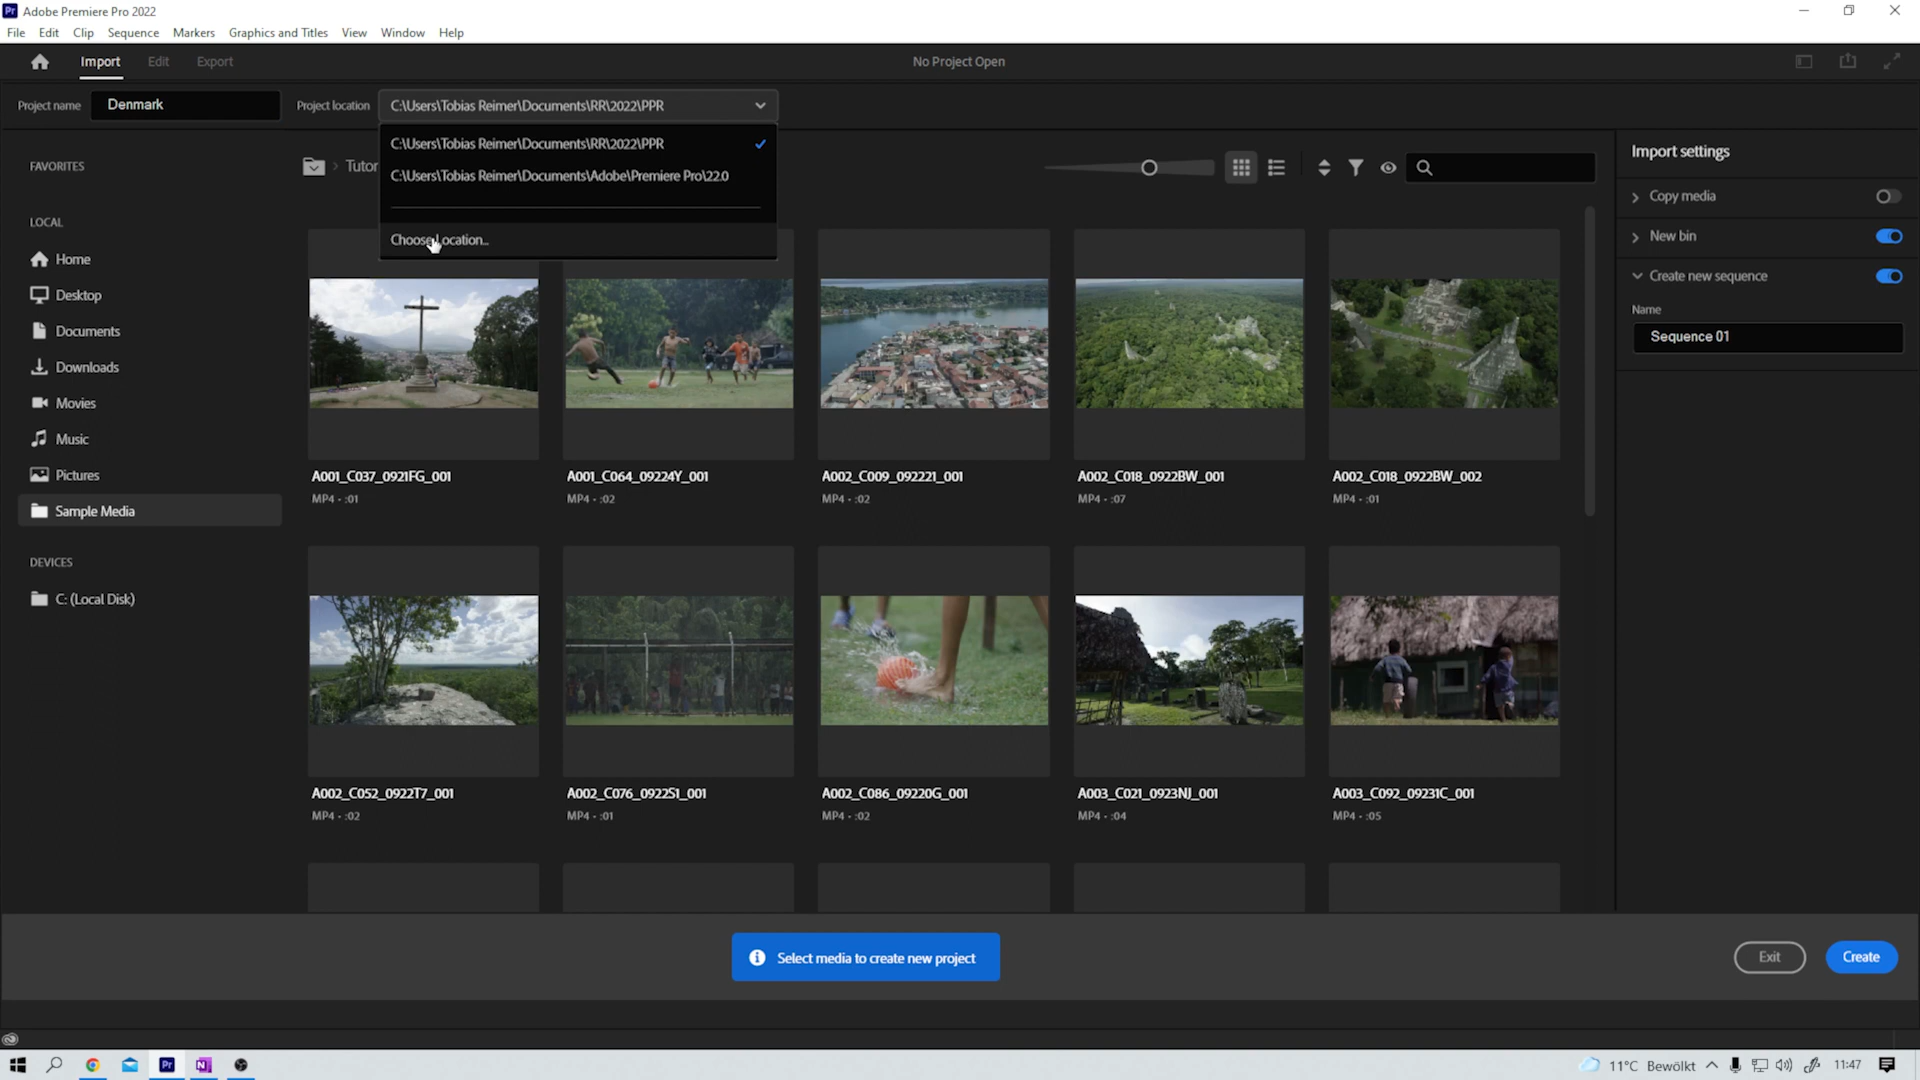 Pr Adobe Premiere Pro 2022
File Edit Clip Sequence Markers Graphics and Titles View Window Help
Import Edit Export No Project Open
Project name Denmark Project location C:\Users\Tobias Reimer\Documents\RR\2022\PPR
C:\Users\Tobias Reimer\Documents\RR\2022\PPR
C:\Users\Tobias Reimer\Documents\Adobe\Premiere Pro\22.0
Choose Location...
FAVORITES
Tutor
LOCAL
Home
Desktop
Documents
Downloads
Movies
Music
Pictures
Sample Media
DEVICES
C: (Local Disk)
A001_C037_0921FG_001 A001_C064_09224Y_001 A002_C009_092221_001 A002_C018_0922BW_001 A002_C018_0922BW_002
MP4 - :01 MP4 - :02 MP4 - :02 MP4 - :07 MP4 - :01
A002_C052_0922T7_001 A002_C076_0922S1_001 A002_C086_09220G_001 A003_C021_0923NJ_001 A003_C092_09231C_001
MP4 - :02 MP4 - :01 MP4 - :02 MP4 - :04 MP4 - :05
Import settings
Copy media
New bin
Create new sequence
Name
Sequence 01
Select media to create new project
Exit Create
Pr N 11°C Bewölkt 11:47